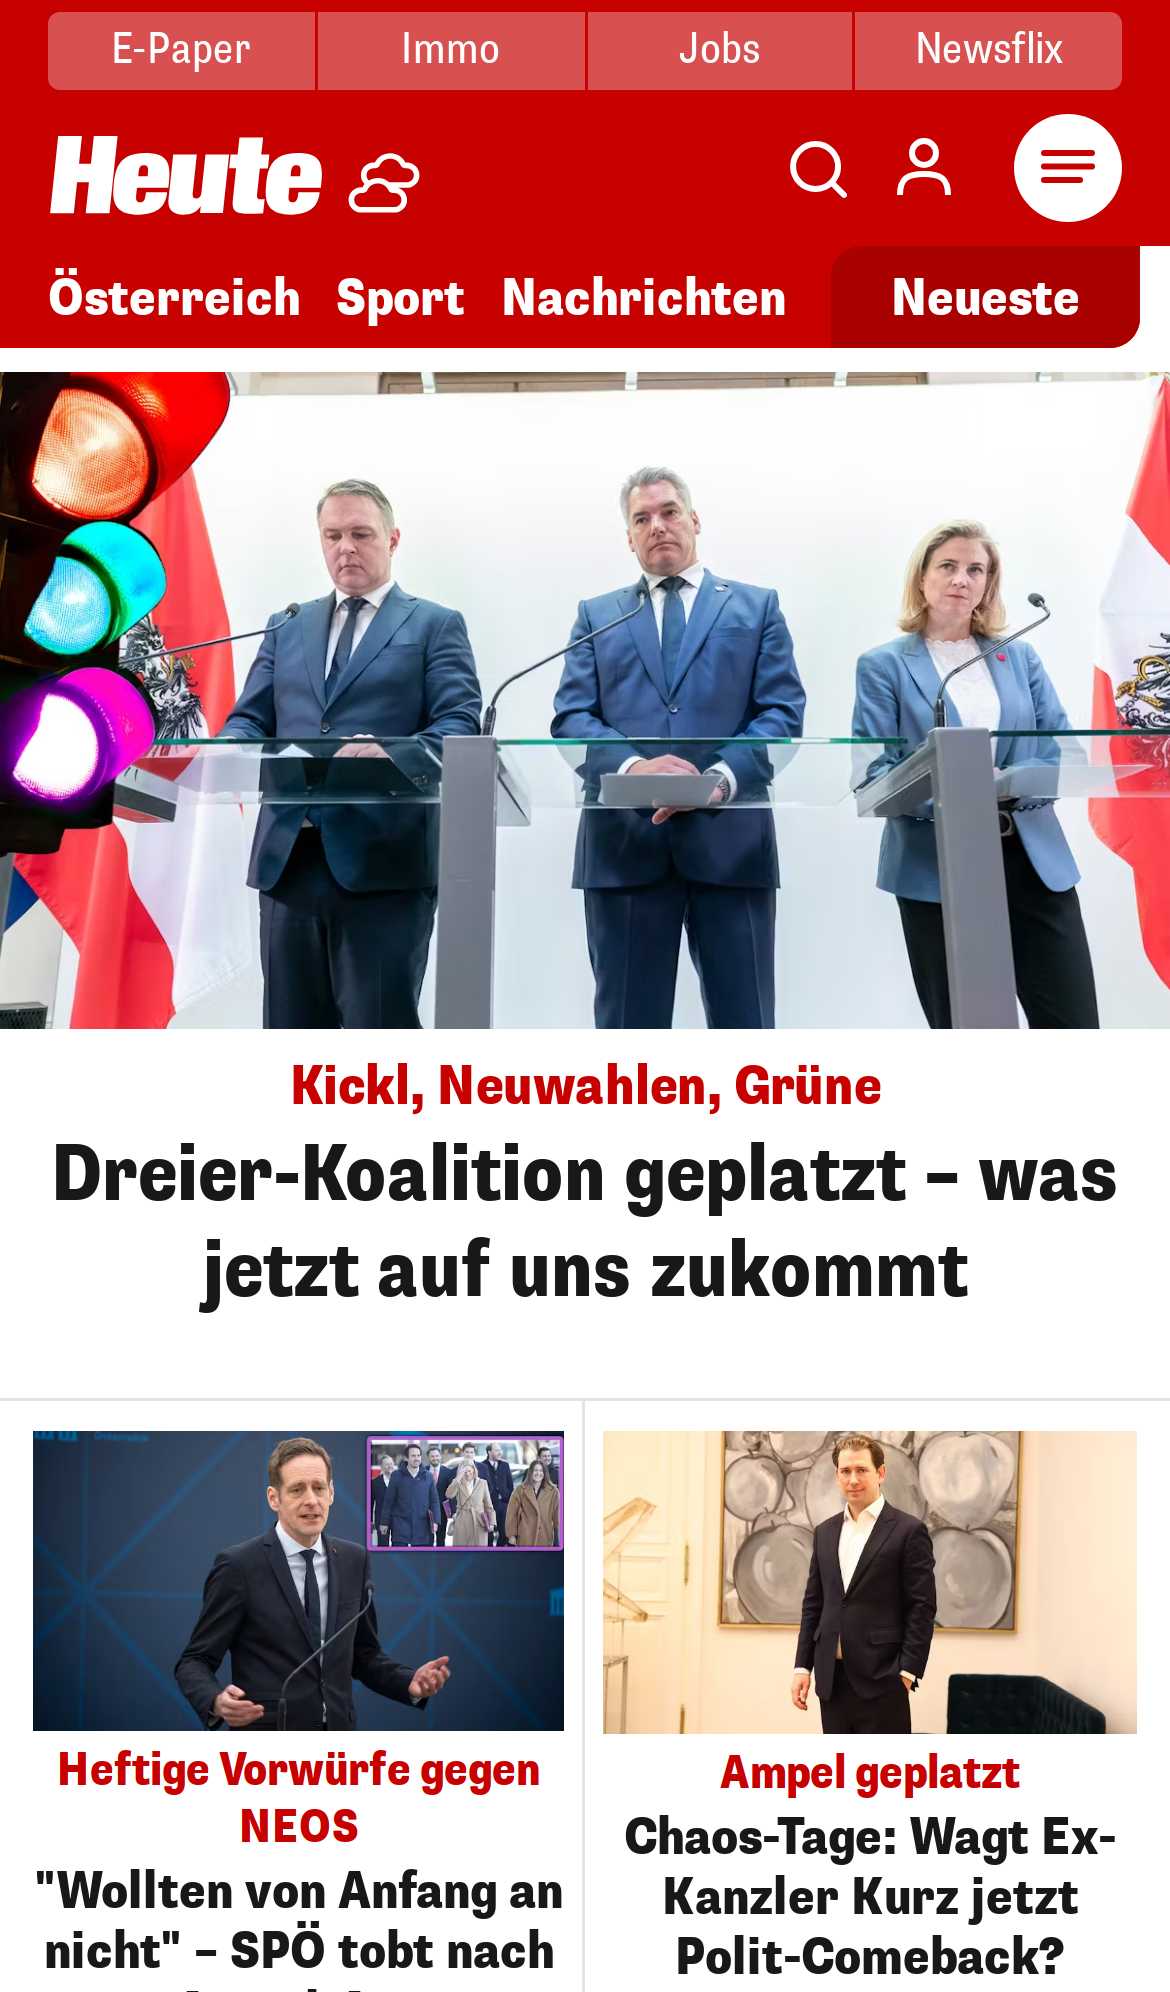 E-Paper
Immo
Jobs
Newsflix
Heute
Österreich
Sport
Nachrichten
Neueste
Kickl, Neuwahlen, Grüne
Dreier-Koalition geplatzt – was
jetzt auf uns zukommt
Heftige Vorwürfe gegen
NEOS
"Wollten von Anfang an
nicht" – SPÖ tobt nach
Ampel geplatzt
Chaos-Tage: Wagt Ex-
Kanzler Kurz jetzt
Polit-Comeback?